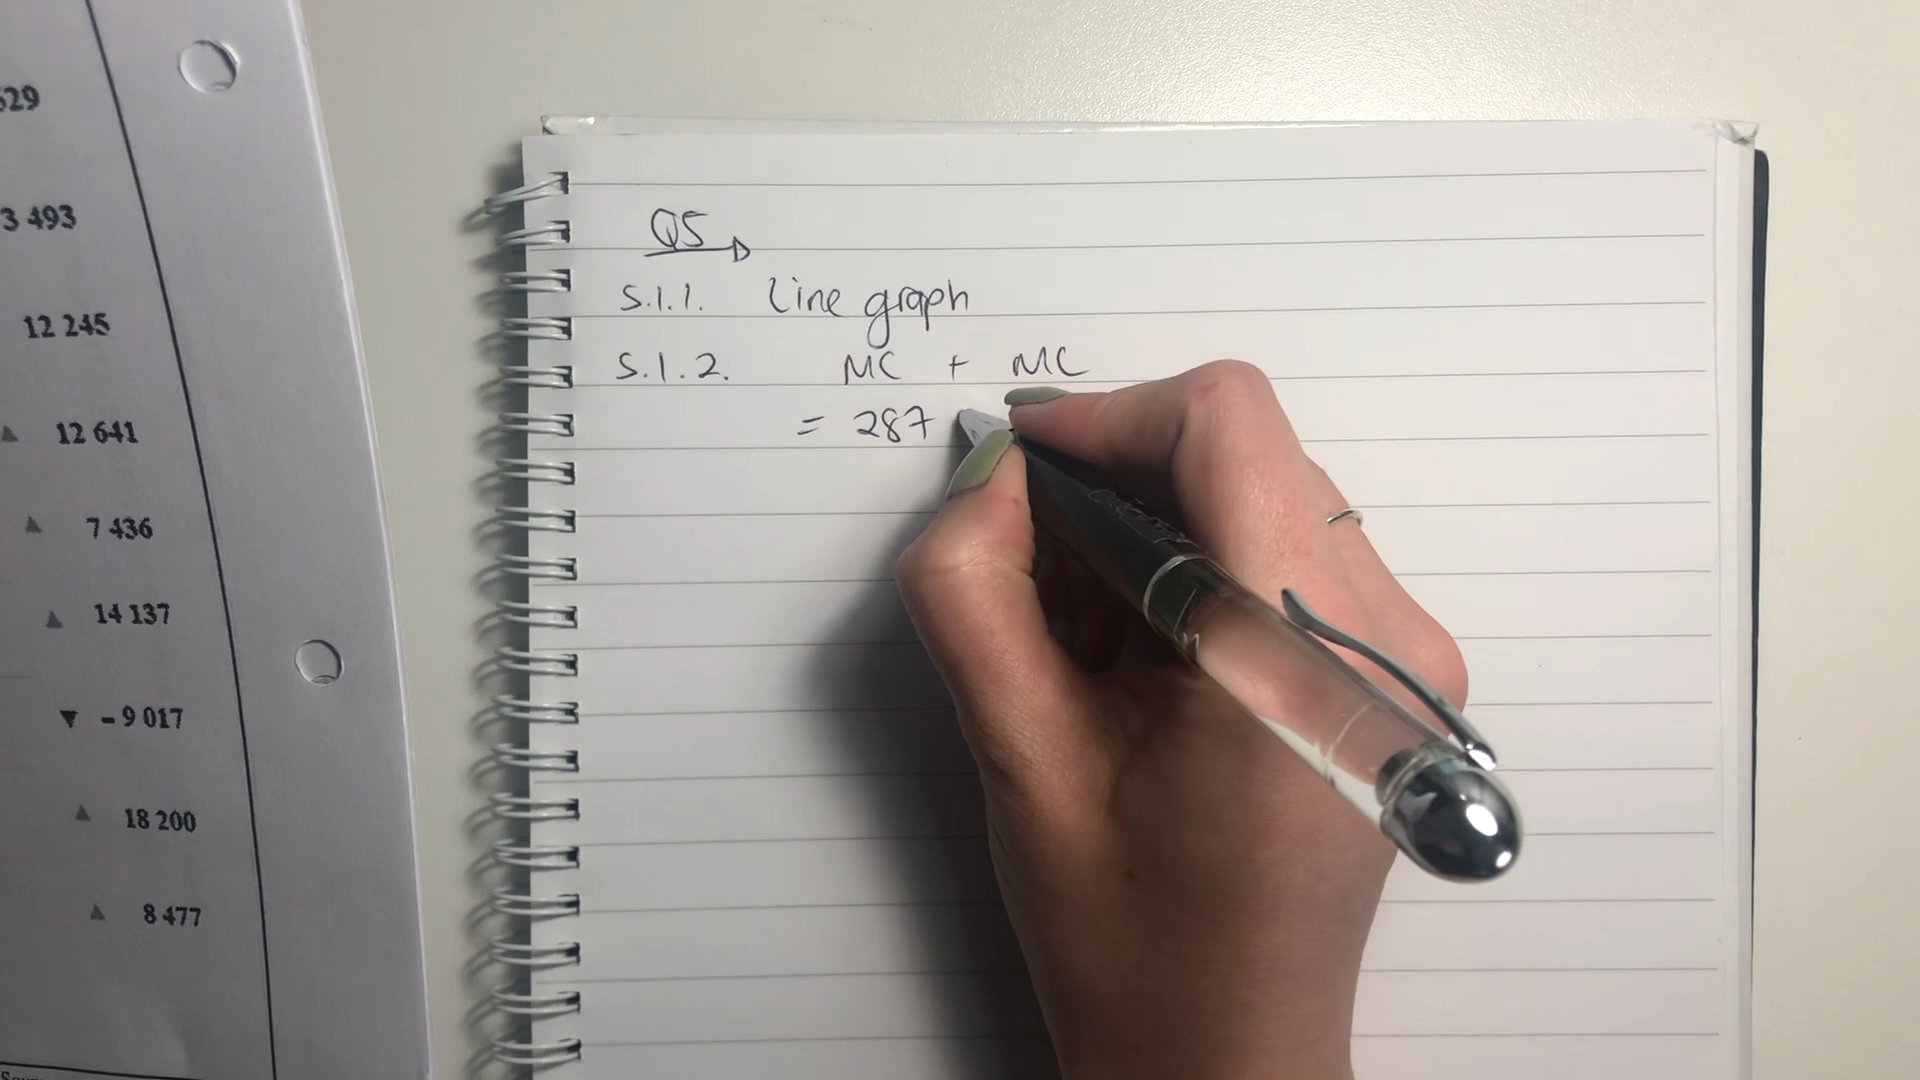 3 493
12 245
▲ 12 641
▲ 7 436
▲ 14 137
▼ - 9 017
▲ 18 200
▲ 8 477
Q5
5.1.1. Line graph
5.1.2. MC + MC
= 287